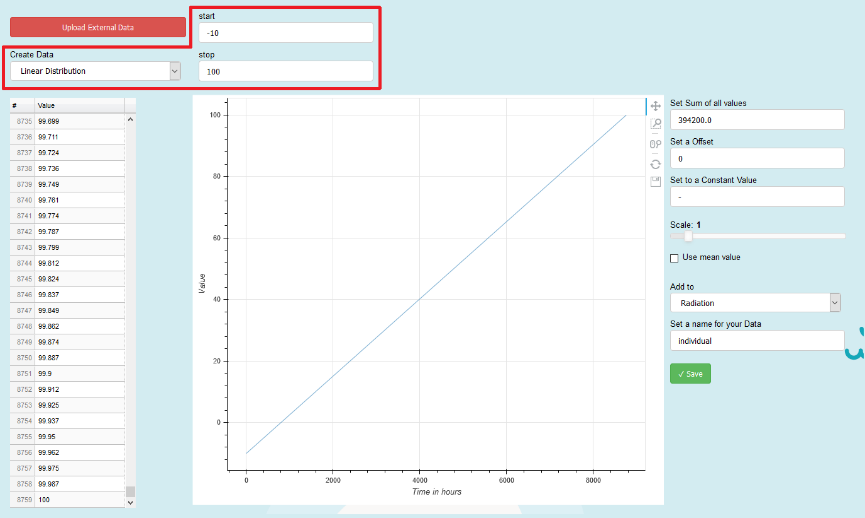 Upload External Data
start
-10
Create Data
Linear Distribution
stop
100
# Value
8735 99.699
8736 99.711
8737 99.724
8738 99.736
8739 99.749
8740 99.761
8741 99.774
8742 99.787
8743 99.799
8744 99.812
8745 99.824
8746 99.837
8747 99.849
8748 99.862
8749 99.874
8750 99.887
8751 99.9
8752 99.912
8753 99.925
8754 99.937
8755 99.95
8756 99.962
8757 99.975
8758 99.987
8759 100
100
80
60
40
20
0
Value
0 2000 4000 6000 8000
Time in hours
Set Sum of all values
394200.0
Set a Offset
0
Set to a Constant Value
-
Scale: 1
Use mean value
Add to
Radiation
Set a name for your Data
individual
✓ Save